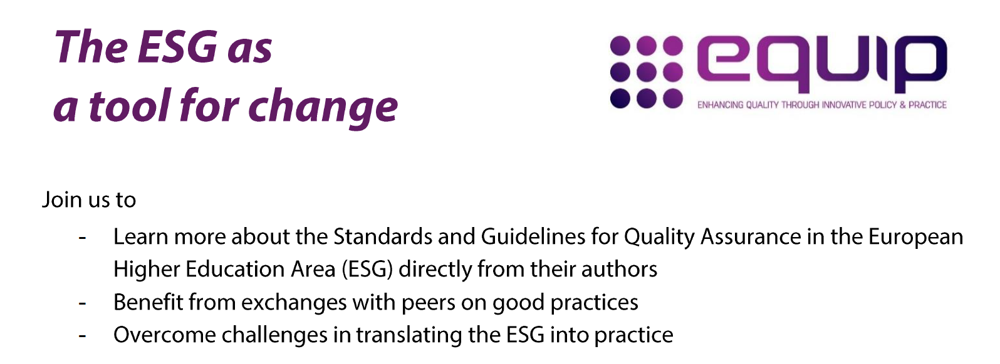 The ESG as
a tool for change
equip
ENHANCING QUALITY THROUGH INNOVATIVE POLICY & PRACTICE
Join us to
- Learn more about the Standards and Guidelines for Quality Assurance in the European
Higher Education Area (ESG) directly from their authors
- Benefit from exchanges with peers on good practices
- Overcome challenges in translating the ESG into practice